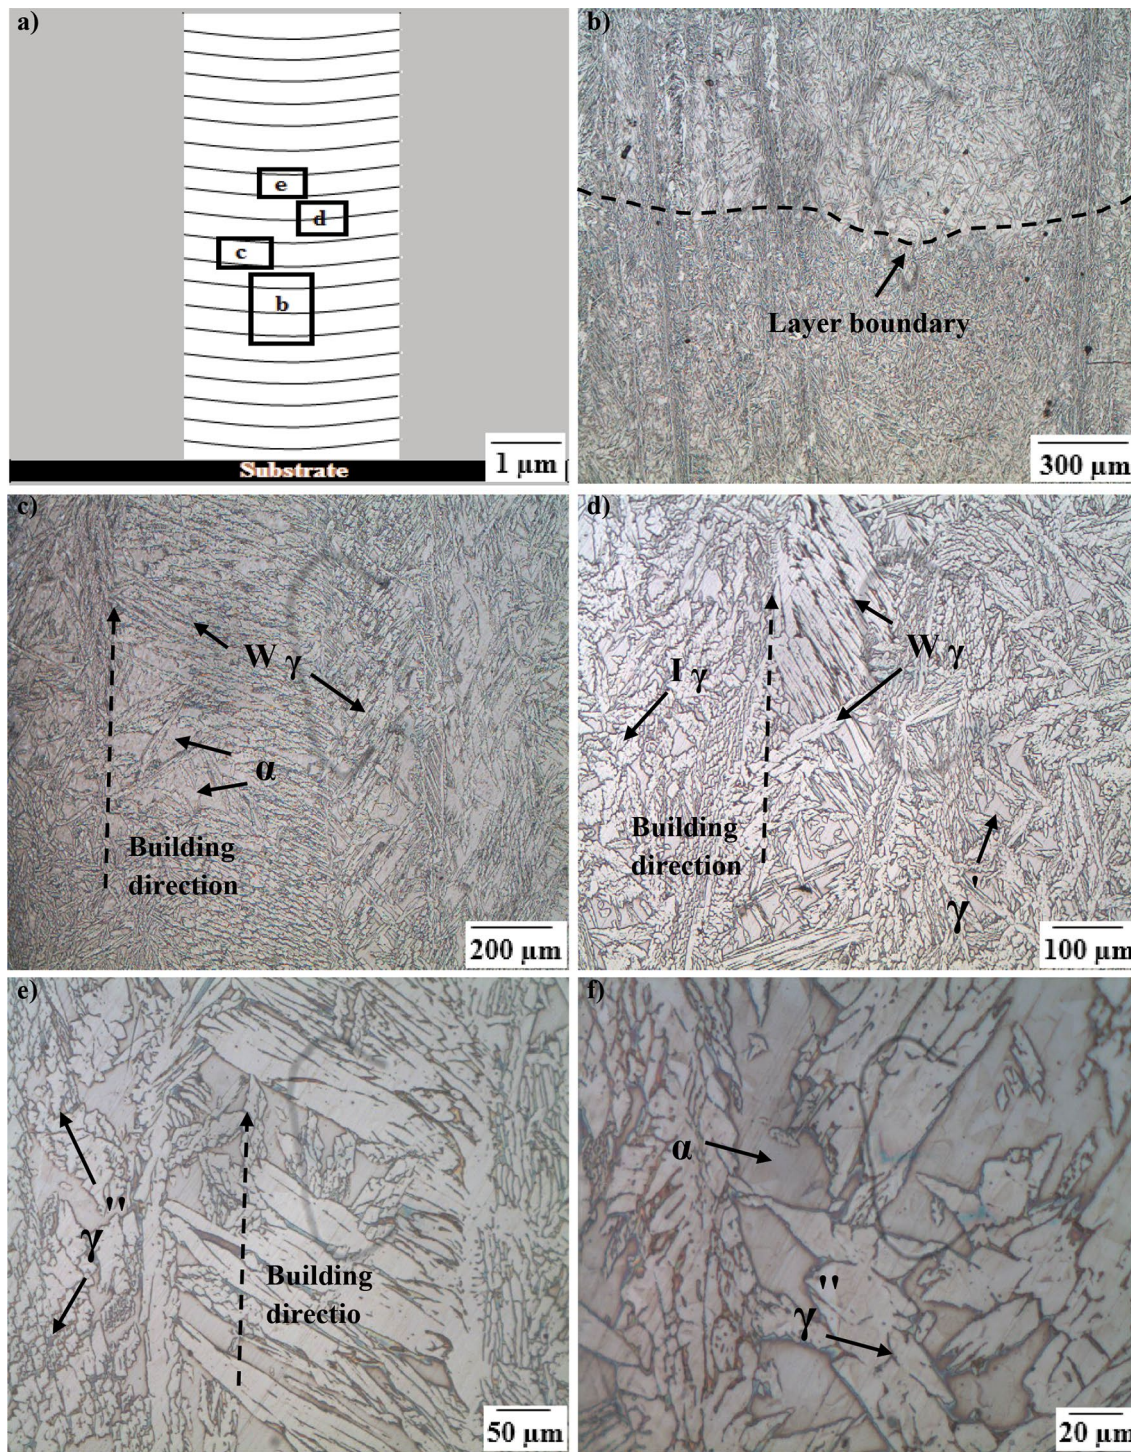 a)
e
d
c
b
Substrate
1 μm
b)
Layer boundary
300 μm
c)
W γ
α
Building
direction
200 μm
d)
I γ
W γ
Building
direction
γ'
100 μm
e)
γ''
Building
directio
50 μm
f)
α
γ''
20 μm